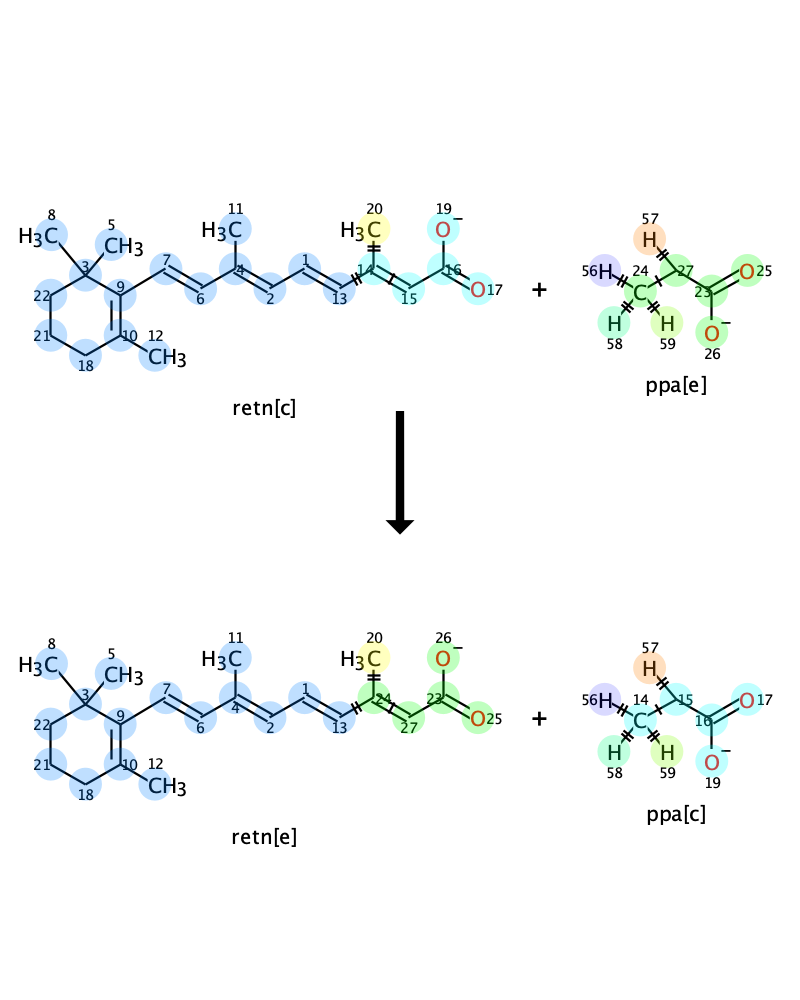 8 5 11 20 19 57
H₃C CH₃ H₃C H₃C O⁻ H
3 7 4 1 14 16 56H 24 27 O25
22 9 6 2 13 15 O17 + C 23
21 10 12 H H O⁻
18 CH₃ 58 59 26
retn[c] ppa[e]
8 5 11 20 26 57
H₃C CH₃ H₃C H₃C O⁻ H
3 7 4 1 24 23 56H 14 15 O17
22 9 6 2 13 27 O25 + C 16
21 10 12 H H O⁻
18 CH₃ 58 59 19
retn[e] ppa[c]